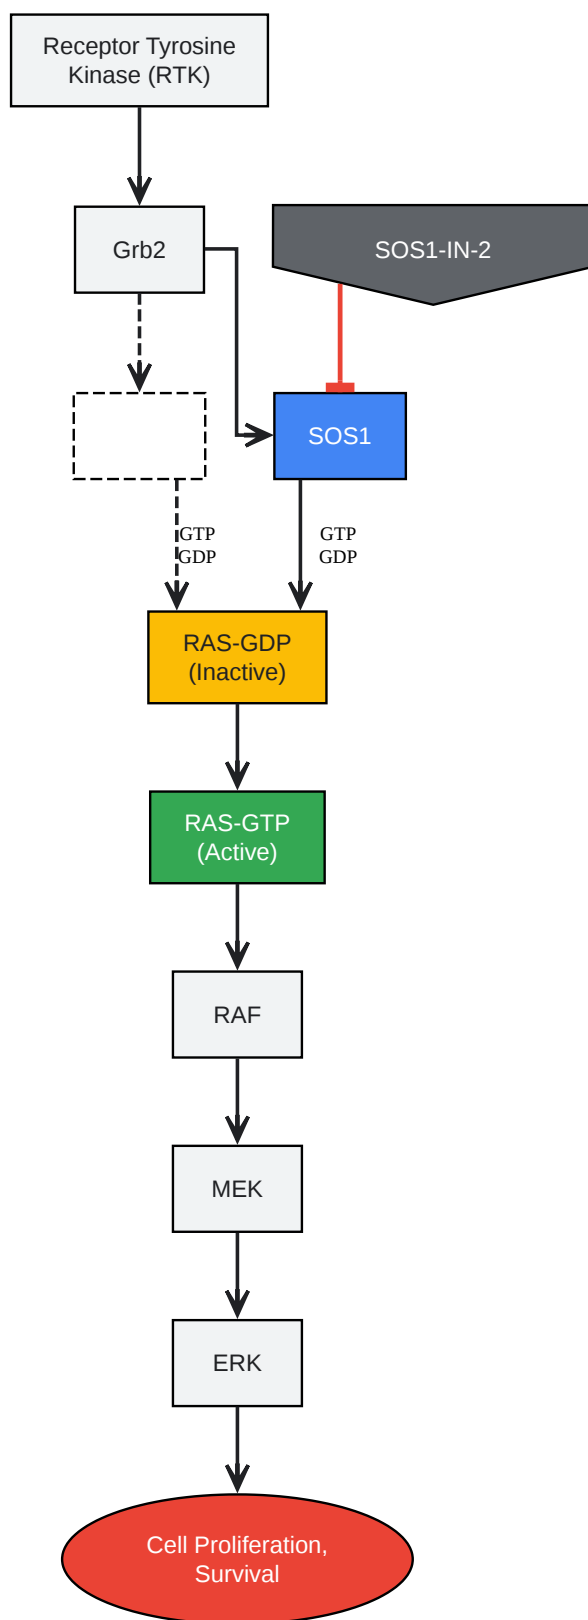 Receptor Tyrosine
Kinase (RTK)
Grb2
SOS1-IN-2
SOS1
GTP
GDP
GTP
GDP
RAS-GDP
(Inactive)
RAS-GTP
(Active)
RAF
MEK
ERK
Cell Proliferation,
Survival